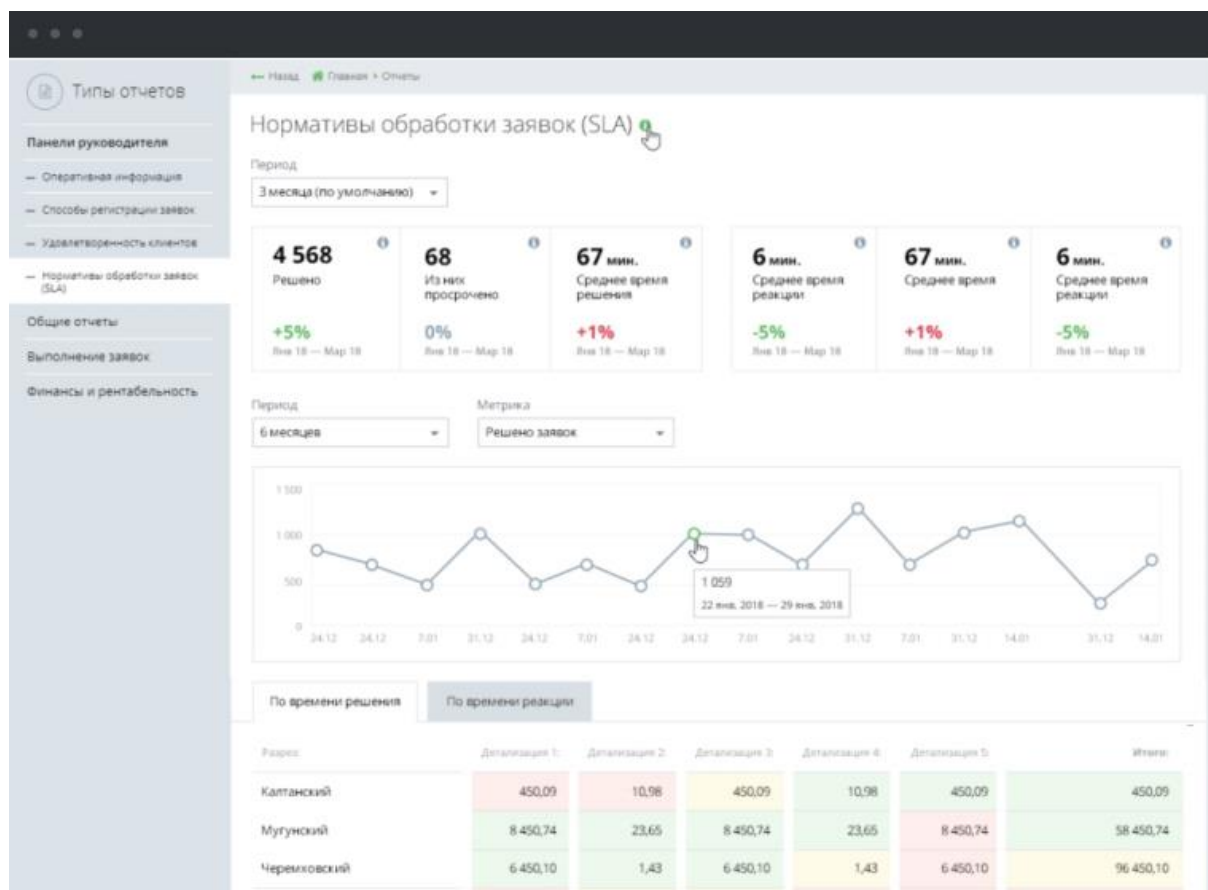 Типы отчетов
Панели руководителя
— Оперативная информация
— Способы регистрации заявок
— Удовлетворенность клиентов
— Нормативы обработки заявок
(SLA)
Общие отчеты
Выполнение заявок
Финансы и рентабельность
Назад Главная Отчеты
Нормативы обработки заявок (SLA)
Период
3 месяца (по умолчанию)
4 568
Решено
+5%
Янв 18 — Мар 18
68
Из них
просрочено
0%
Янв 18 — Мар 18
67 мин.
Среднее время
решения
+1%
Янв 18 — Мар 18
6 мин.
Среднее время
реакции
-5%
Янв 18 — Мар 18
67 мин.
Среднее время
+1%
Янв 18 — Мар 18
6 мин.
Среднее время
реакции
-5%
Янв 18 — Мар 18
Период Метрика
6 месяцев Решено заявок
1 500
1 000
500
0
1 059
22 янв. 2018 — 29 янв. 2018
24.12 24.12 7.01 31.12 24.12 7.01 24.12 24.12 7.01 24.12 31.12 7.01 31.12 14.01 31.12 14.01
По времени решения По времени реакции
Разрез: Детализация 1: Детализация 2: Детализация 3: Детализация 4: Детализация 5: Итого:
Калтанский 450,09 10,98 450,09 10,98 450,09 450,09
Мугунский 8 450,74 23,65 8 450,74 23,65 8 450,74 58 450,74
Черемховский 6 450,10 1,43 6 450,10 1,43 6 450,10 96 450,10